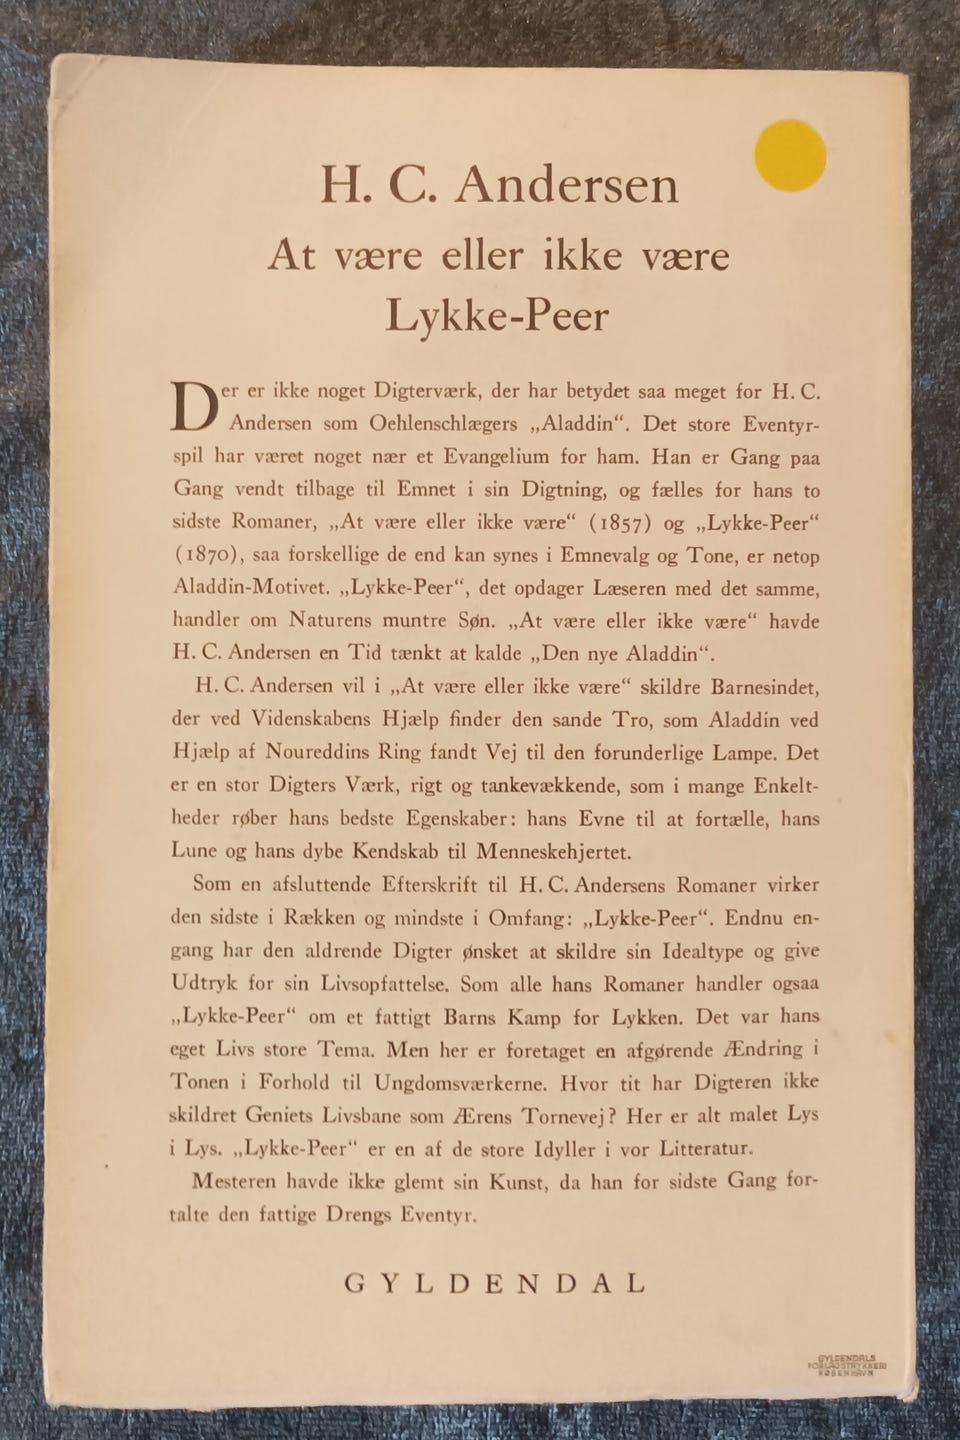 H. C. Andersen
At være eller ikke være
Lykke-Peer
Der er ikke noget Digterværk, der har betydet saa meget for H. C.
Andersen som Oehlenschlægers „Aladdin“. Det store Eventyr-
spil har været noget nær et Evangelium for ham. Han er Gang paa
Gang vendt tilbage til Emnet i sin Digtning, og fælles for hans to
sidste Romaner, „At være eller ikke være“ (1857) og „Lykke-Peer“
(1870), saa forskellige de end kan synes i Emnevalg og Tone, er netop
Aladdin-Motivet. „Lykke-Peer“, det opdager Læseren med det samme,
handler om Naturens muntre Søn. „At være eller ikke være“ havde
H. C. Andersen en Tid tænkt at kalde „Den nye Aladdin“.
H. C. Andersen vil i „At være eller ikke være“ skildre Barnesindet,
der ved Videnskabens Hjælp finder den sande Tro, som Aladdin ved
Hjælp af Noureddins Ring fandt Vej til den forunderlige Lampe. Det
er en stor Digters Værk, rigt og tankevækkende, som i mange Enkelt-
heder røber hans bedste Egenskaber: hans Evne til at fortælle, hans
Lune og hans dybe Kendskab til Menneskehjertet.
Som en afsluttende Efterskrift til H. C. Andersens Romaner virker
den sidste i Rækken og mindste i Omfang: „Lykke-Peer“. Endnu en-
gang har den aldrende Digter ønsket at skildre sin Idealtype og give
Udtryk for sin Livsopfattelse. Som alle hans Romaner handler ogsaa
„Lykke-Peer“ om et fattigt Barns Kamp for Lykken. Det var hans
eget Livs store Tema. Men her er foretaget en afgørende Ændring i
Tonen i Forhold til Ungdomsværkerne. Hvor tit har Digteren ikke
skildret Geniets Livsbane som Ærens Tornevej? Her er alt malet Lys
i Lys. „Lykke-Peer“ er en af de store Idyller i vor Litteratur.
Mesteren havde ikke glemt sin Kunst, da han for sidste Gang for-
talte den fattige Drengs Eventyr.
GYLDENDAL
GYLDENDALS
FORLAGSTRYKKERI
KØBENHAVN